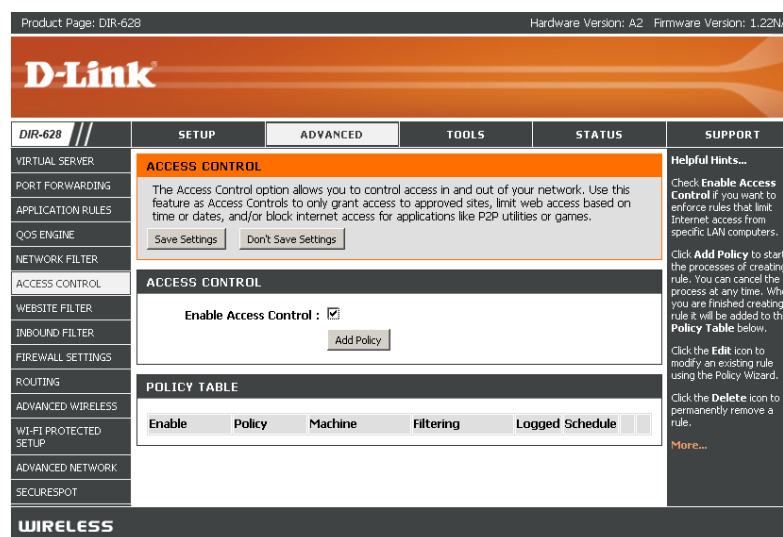 Product Page: DIR-628
Hardware Version: A2 Firmware Version: 1.22NA
D-Link
DIR-628
SETUP
ADVANCED
TOOLS
STATUS
SUPPORT
VIRTUAL SERVER
PORT FORWARDING
APPLICATION RULES
QOS ENGINE
NETWORK FILTER
ACCESS CONTROL
WEBSITE FILTER
INBOUND FILTER
FIREWALL SETTINGS
ROUTING
ADVANCED WIRELESS
WI-FI PROTECTED
SETUP
ADVANCED NETWORK
SECURESPOT
ACCESS CONTROL
The Access Control option allows you to control access in and out of your network. Use this
feature as Access Controls to only grant access to approved sites, limit web access based on
time or dates, and/or block internet access for applications like P2P utilities or games.
Save Settings
Don't Save Settings
ACCESS CONTROL
Enable Access Control :
Add Policy
POLICY TABLE
Enable Policy Machine Filtering Logged Schedule
Helpful Hints...
Check Enable Access
Control if you want to
enforce rules that limit
Internet access from
specific LAN computers.
Click Add Policy to start
the processes of creating
rule. You can cancel the
process at any time. Whe
you are finished creating
rule it will be added to th
Policy Table below.
Click the Edit icon to
modify an existing rule
using the Policy Wizard.
Click the Delete icon to
permanently remove a
rule.
More...
WIRELESS